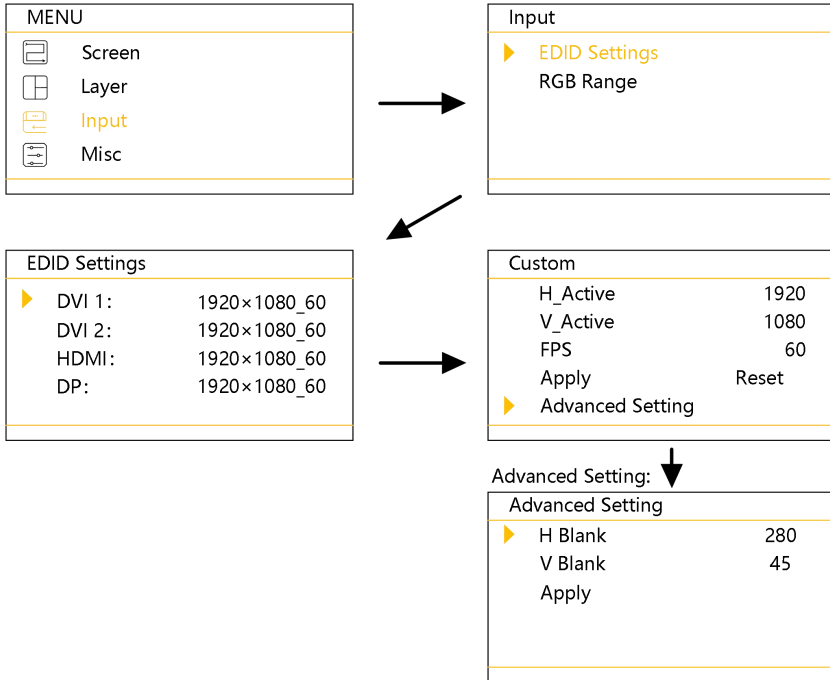 MENU
Screen
Layer
Input
Misc
Input
EDID Settings
RGB Range
EDID Settings
DVI 1: 1920×1080_60
DVI 2: 1920×1080_60
HDMI: 1920×1080_60
DP: 1920×1080_60
Custom
H_Active 1920
V_Active 1080
FPS 60
Apply Reset
Advanced Setting
Advanced Setting:
Advanced Setting
H Blank 280
V Blank 45
Apply